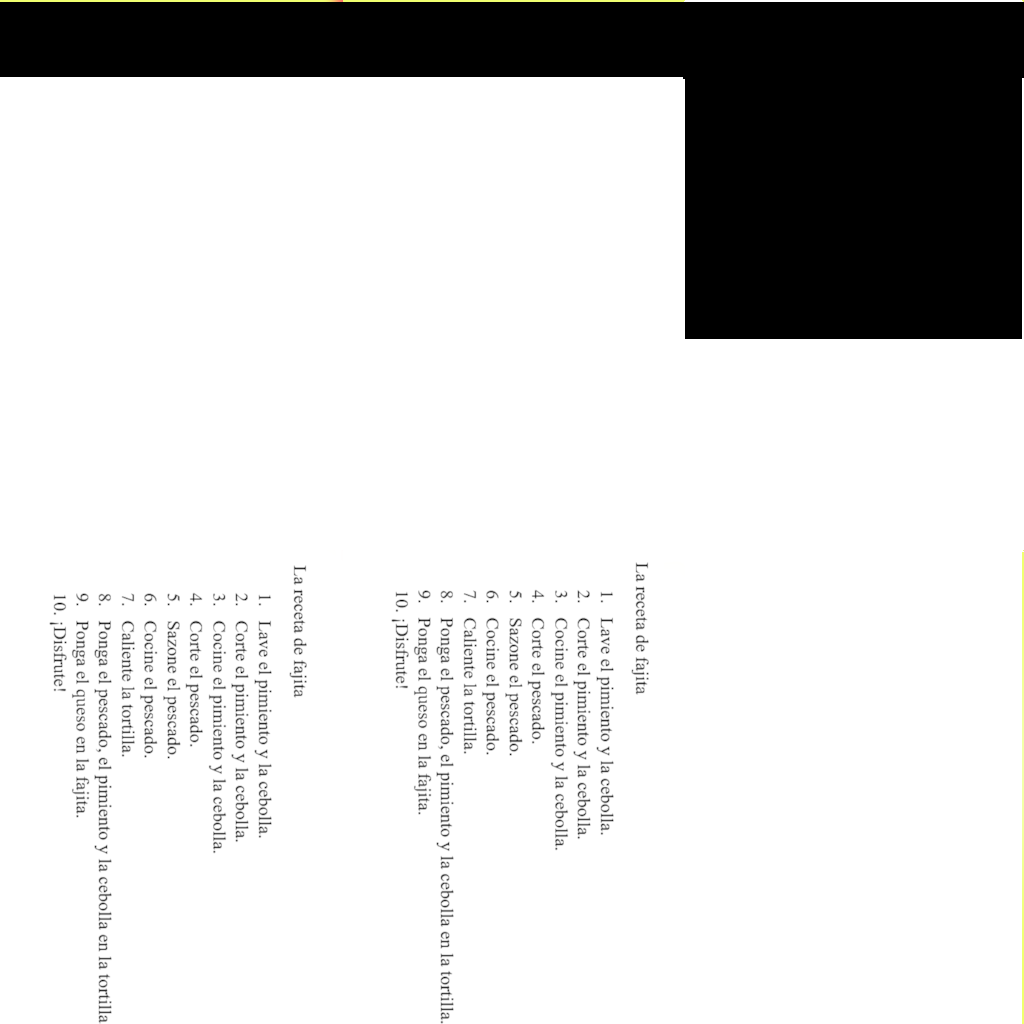 La receta de fajita
1. Lave el pimiento y la cebolla.
2. Corte el pimiento y la cebolla.
3. Cocine el pimiento y la cebolla.
4. Corte el pescado.
5. Sazone el pescado.
6. Cocine el pescado.
7. Caliente la tortilla.
8. Ponga el pescado, el pimiento y la cebolla en la tortilla.
9. Ponga el queso en la fajita.
10. ¡Disfrute!
La receta de fajita
1. Lave el pimiento y la cebolla.
2. Corte el pimiento y la cebolla.
3. Cocine el pimiento y la cebolla.
4. Corte el pescado.
5. Sazone el pescado.
6. Cocine el pescado.
7. Caliente la tortilla.
8. Ponga el pescado, el pimiento y la cebolla en la tortilla
9. Ponga el queso en la fajita.
10. ¡Disfrute!